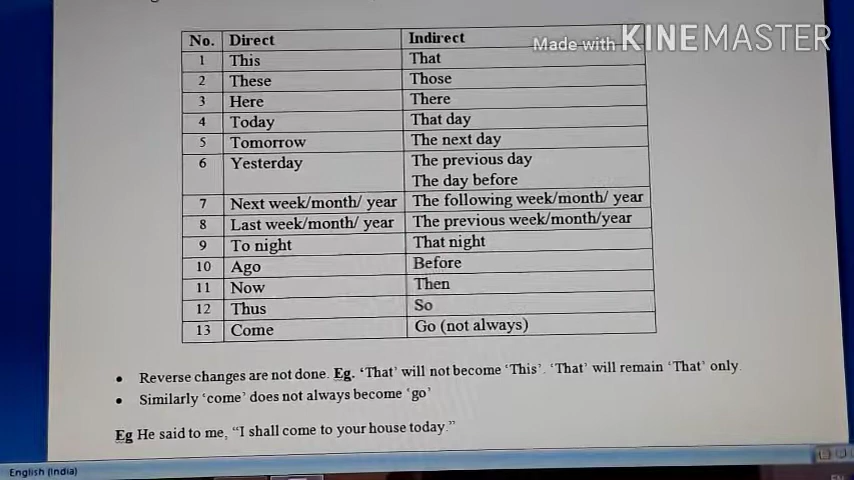 No. Direct Indirect
Made with KINEMASTER
1 This That
2 These Those
3 Here There
4 Today That day
5 Tomorrow The next day
6 Yesterday The previous day
The day before
7 Next week/month/ year The following week/month/ year
8 Last week/month/ year The previous week/month/year
9 To night That night
10 Ago Before
11 Now Then
12 Thus So
13 Come Go (not always)
• Reverse changes are not done. Eg. ‘That’ will not become ‘This’. ‘That’ will remain ‘That’ only.
• Similarly ‘come’ does not always become ‘go’
Eg He said to me, “I shall come to your house today.”
English (India)